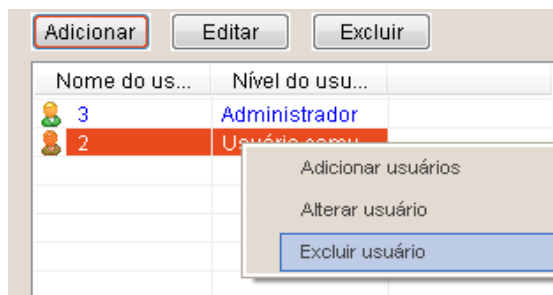 Adicionar Editar Excluir
Nome do us... Nível do usu...
3 Administrador
2
Adicionar usuários
Alterar usuário
Excluir usuário